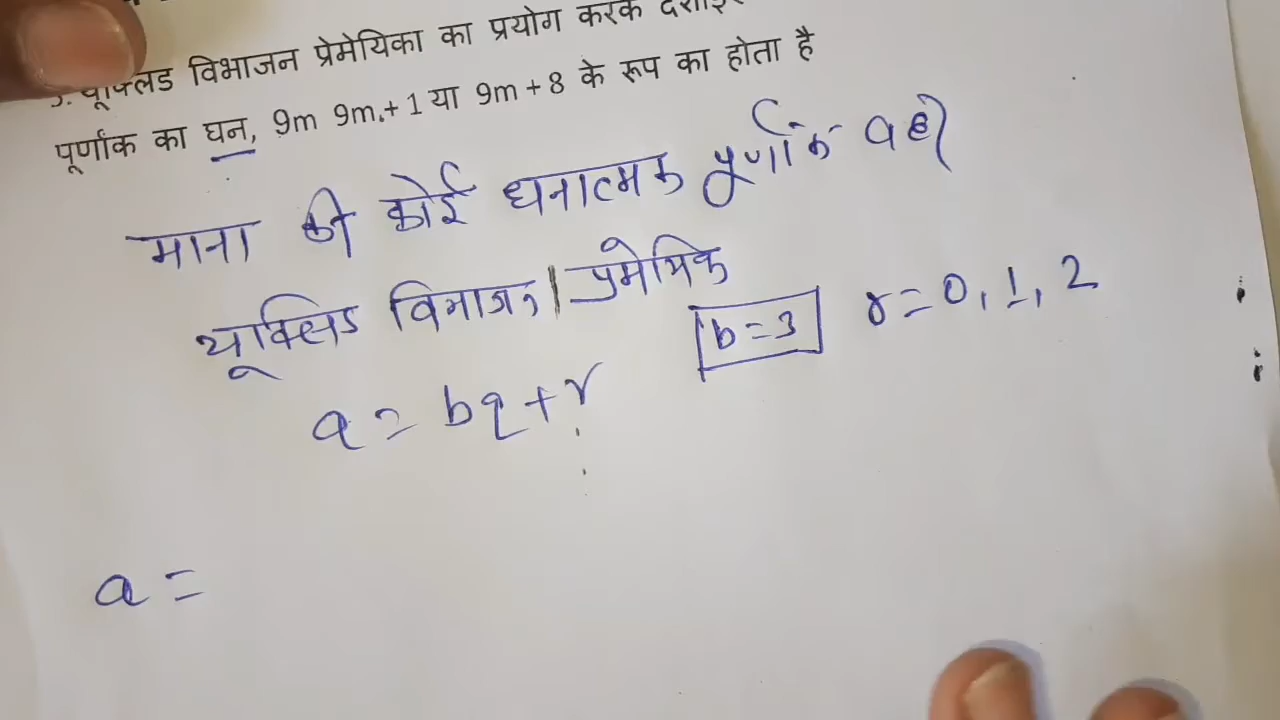 यूक्लिड विभाजन प्रमेयिका का प्रयोग करके
पूर्णांक का घन, 9m 9m,+1 या 9m+8 के रूप का होता है
माना की कोई धनात्मक पूर्णांक a है
यूक्लिड विभाजन प्रमेयिके
b=3 r=0,1,2
a = bq+r
a =